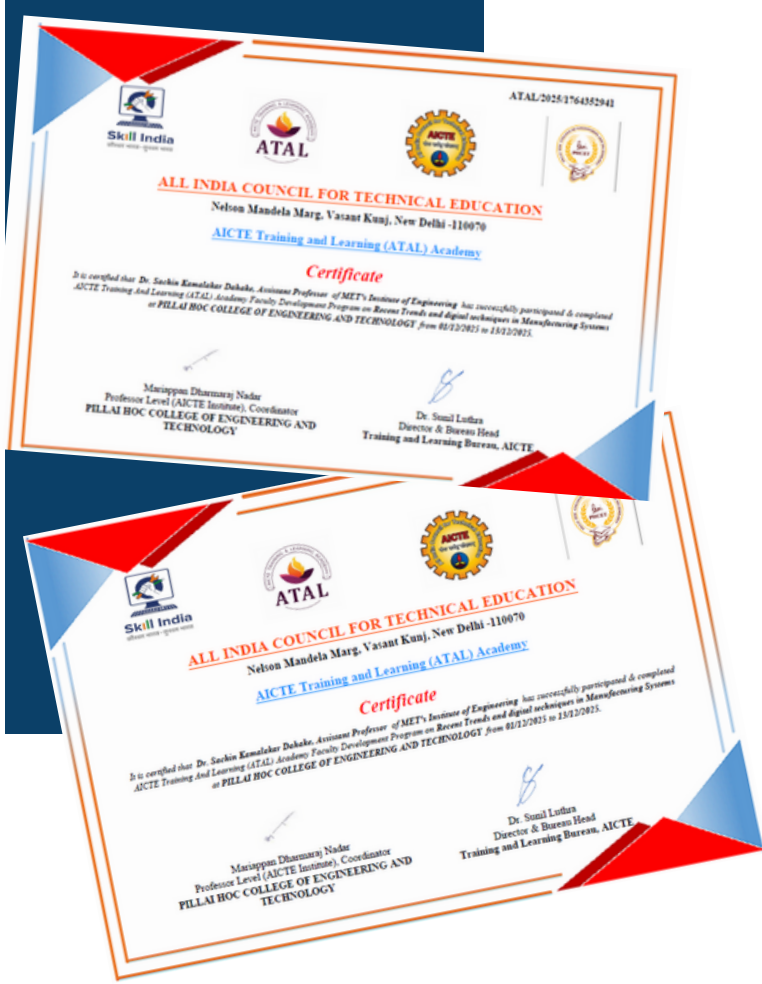 ATAL/2025/1764352941
Skill India
कौशल भारत-कुशल भारत
ATAL
AICTE
ALL INDIA COUNCIL FOR TECHNICAL EDUCATION
Nelson Mandela Marg, Vasant Kunj, New Delhi -110070
AICTE Training and Learning (ATAL) Academy
Certificate
It is certified that Dr. Sachin Kamalakar Dahake, Assistant Professor of MET's Institute of Engineering has successfully participated & completed
AICTE Training And Learning (ATAL) Academy Faculty Development Program on Recent Trends and digital techniques in Manufacturing Systems
at PILLAI HOC COLLEGE OF ENGINEERING AND TECHNOLOGY from 01/12/2025 to 13/12/2025.
Mariappan Dharmaraj Nadar
Professor Level (AICTE Institute), Coordinator
PILLAI HOC COLLEGE OF ENGINEERING AND
TECHNOLOGY
Dr. Sunil Luthra
Director & Bureau Head
Training and Learning Bureau, AICTE
Skill India
कौशल भारत-कुशल भारत
ATAL
AICTE
ALL INDIA COUNCIL FOR TECHNICAL EDUCATION
Nelson Mandela Marg, Vasant Kunj, New Delhi -110070
AICTE Training and Learning (ATAL) Academy
Certificate
It is certified that Dr. Sachin Kamalakar Dahake, Assistant Professor of MET's Institute of Engineering has successfully participated & completed
AICTE Training And Learning (ATAL) Academy Faculty Development Program on Recent Trends and digital techniques in Manufacturing Systems
at PILLAI HOC COLLEGE OF ENGINEERING AND TECHNOLOGY from 01/12/2025 to 13/12/2025.
Mariappan Dharmaraj Nadar
Professor Level (AICTE Institute), Coordinator
PILLAI HOC COLLEGE OF ENGINEERING AND
TECHNOLOGY
Dr. Sunil Luthra
Director & Bureau Head
Training and Learning Bureau, AICTE